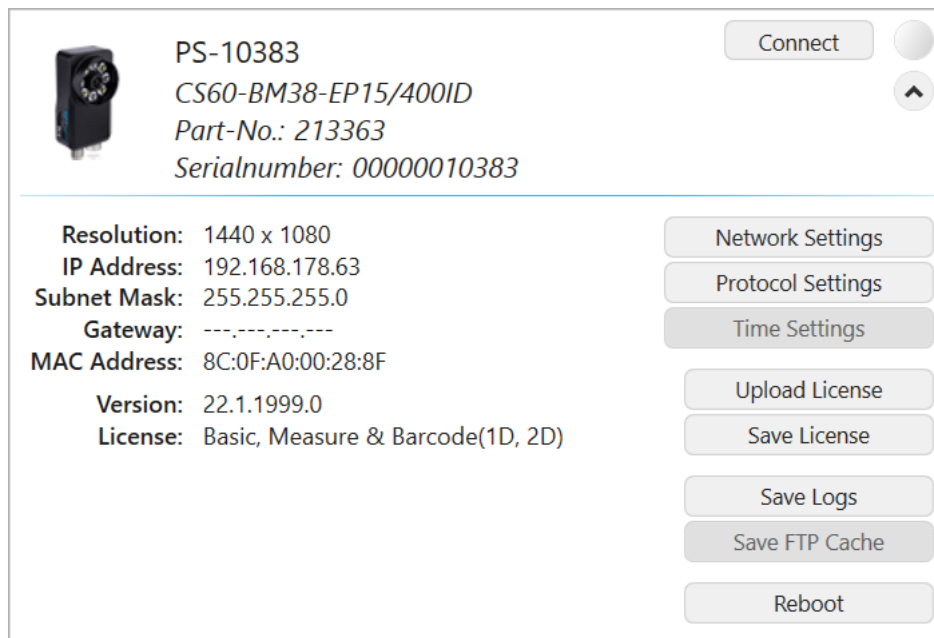 Connect
PS-10383
CS60-BM38-EP15/400ID
Part-No.: 213363
Serialnumber: 00000010383
Resolution: 1440 x 1080
IP Address: 192.168.178.63
Subnet Mask: 255.255.255.0
Gateway: ---.---.---.---
MAC Address: 8C:0F:A0:00:28:8F
Version: 22.1.1999.0
License: Basic, Measure & Barcode(1D, 2D)
Network Settings
Protocol Settings
Time Settings
Upload License
Save License
Save Logs
Save FTP Cache
Reboot